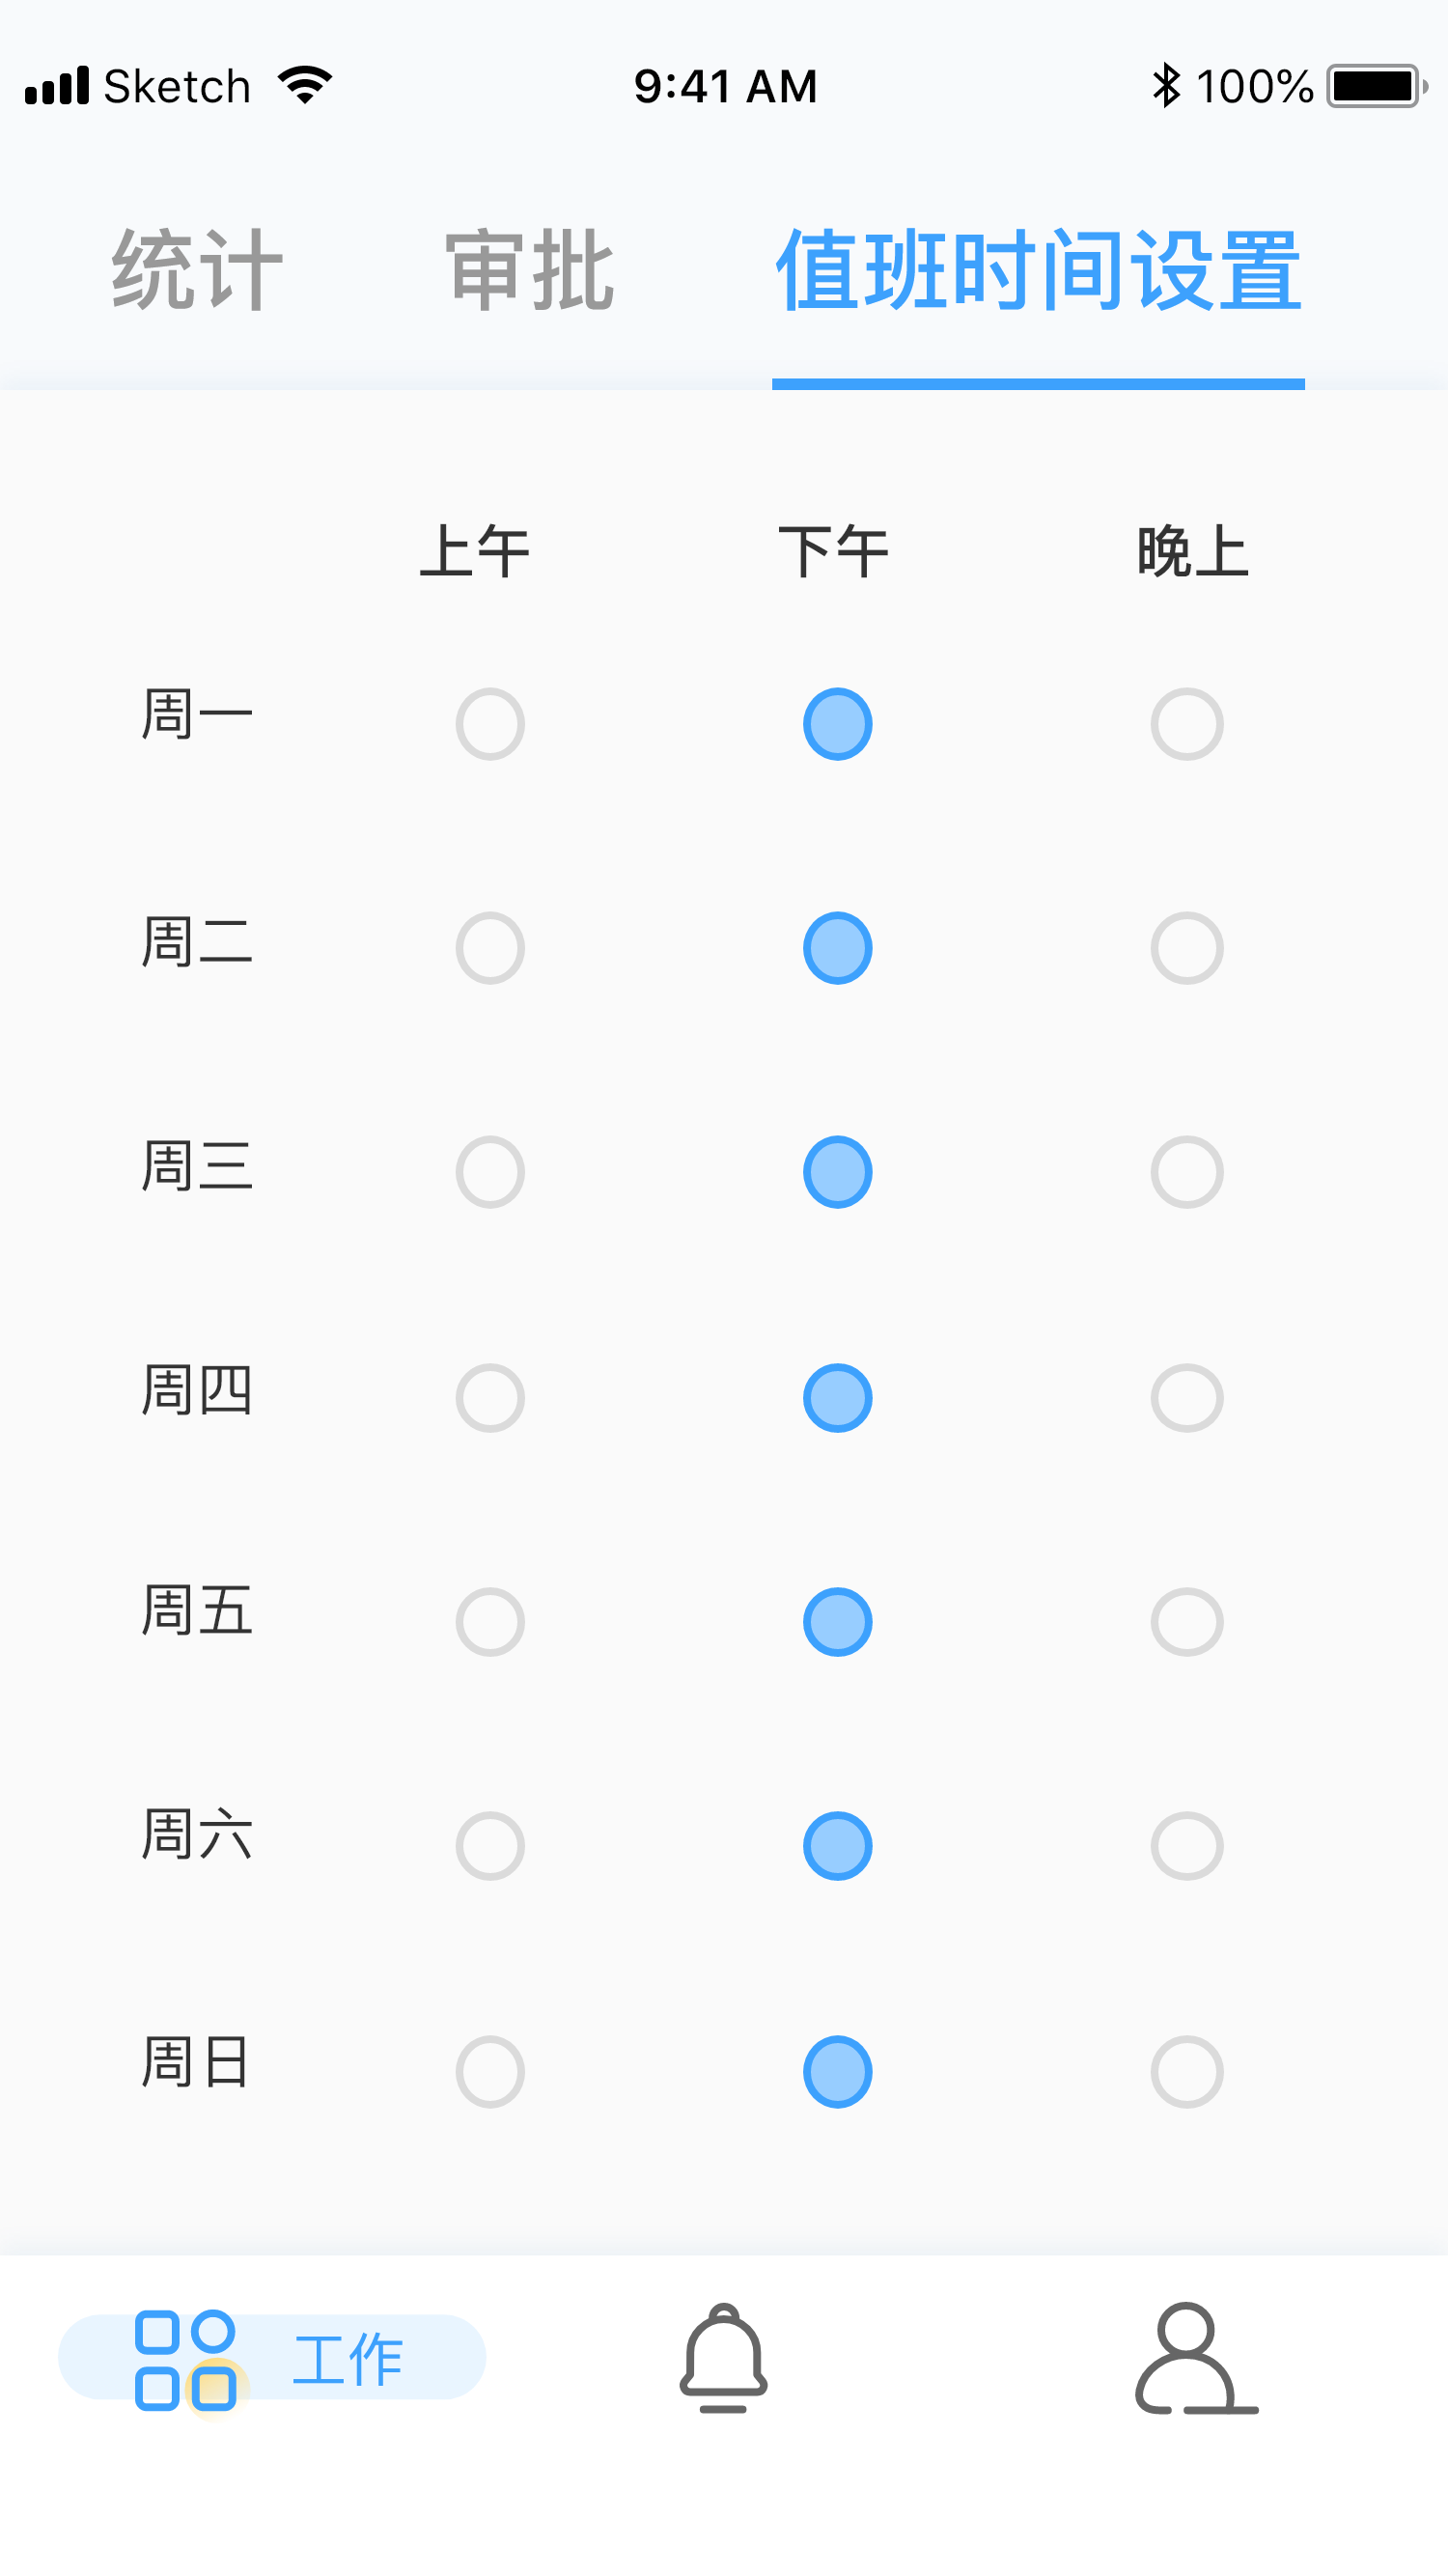 Sketch 9:41 AM 100%
统计 审批 值班时间设置
上午 下午 晚上
周一
周二
周三
周四
周五
周六
周日
工作